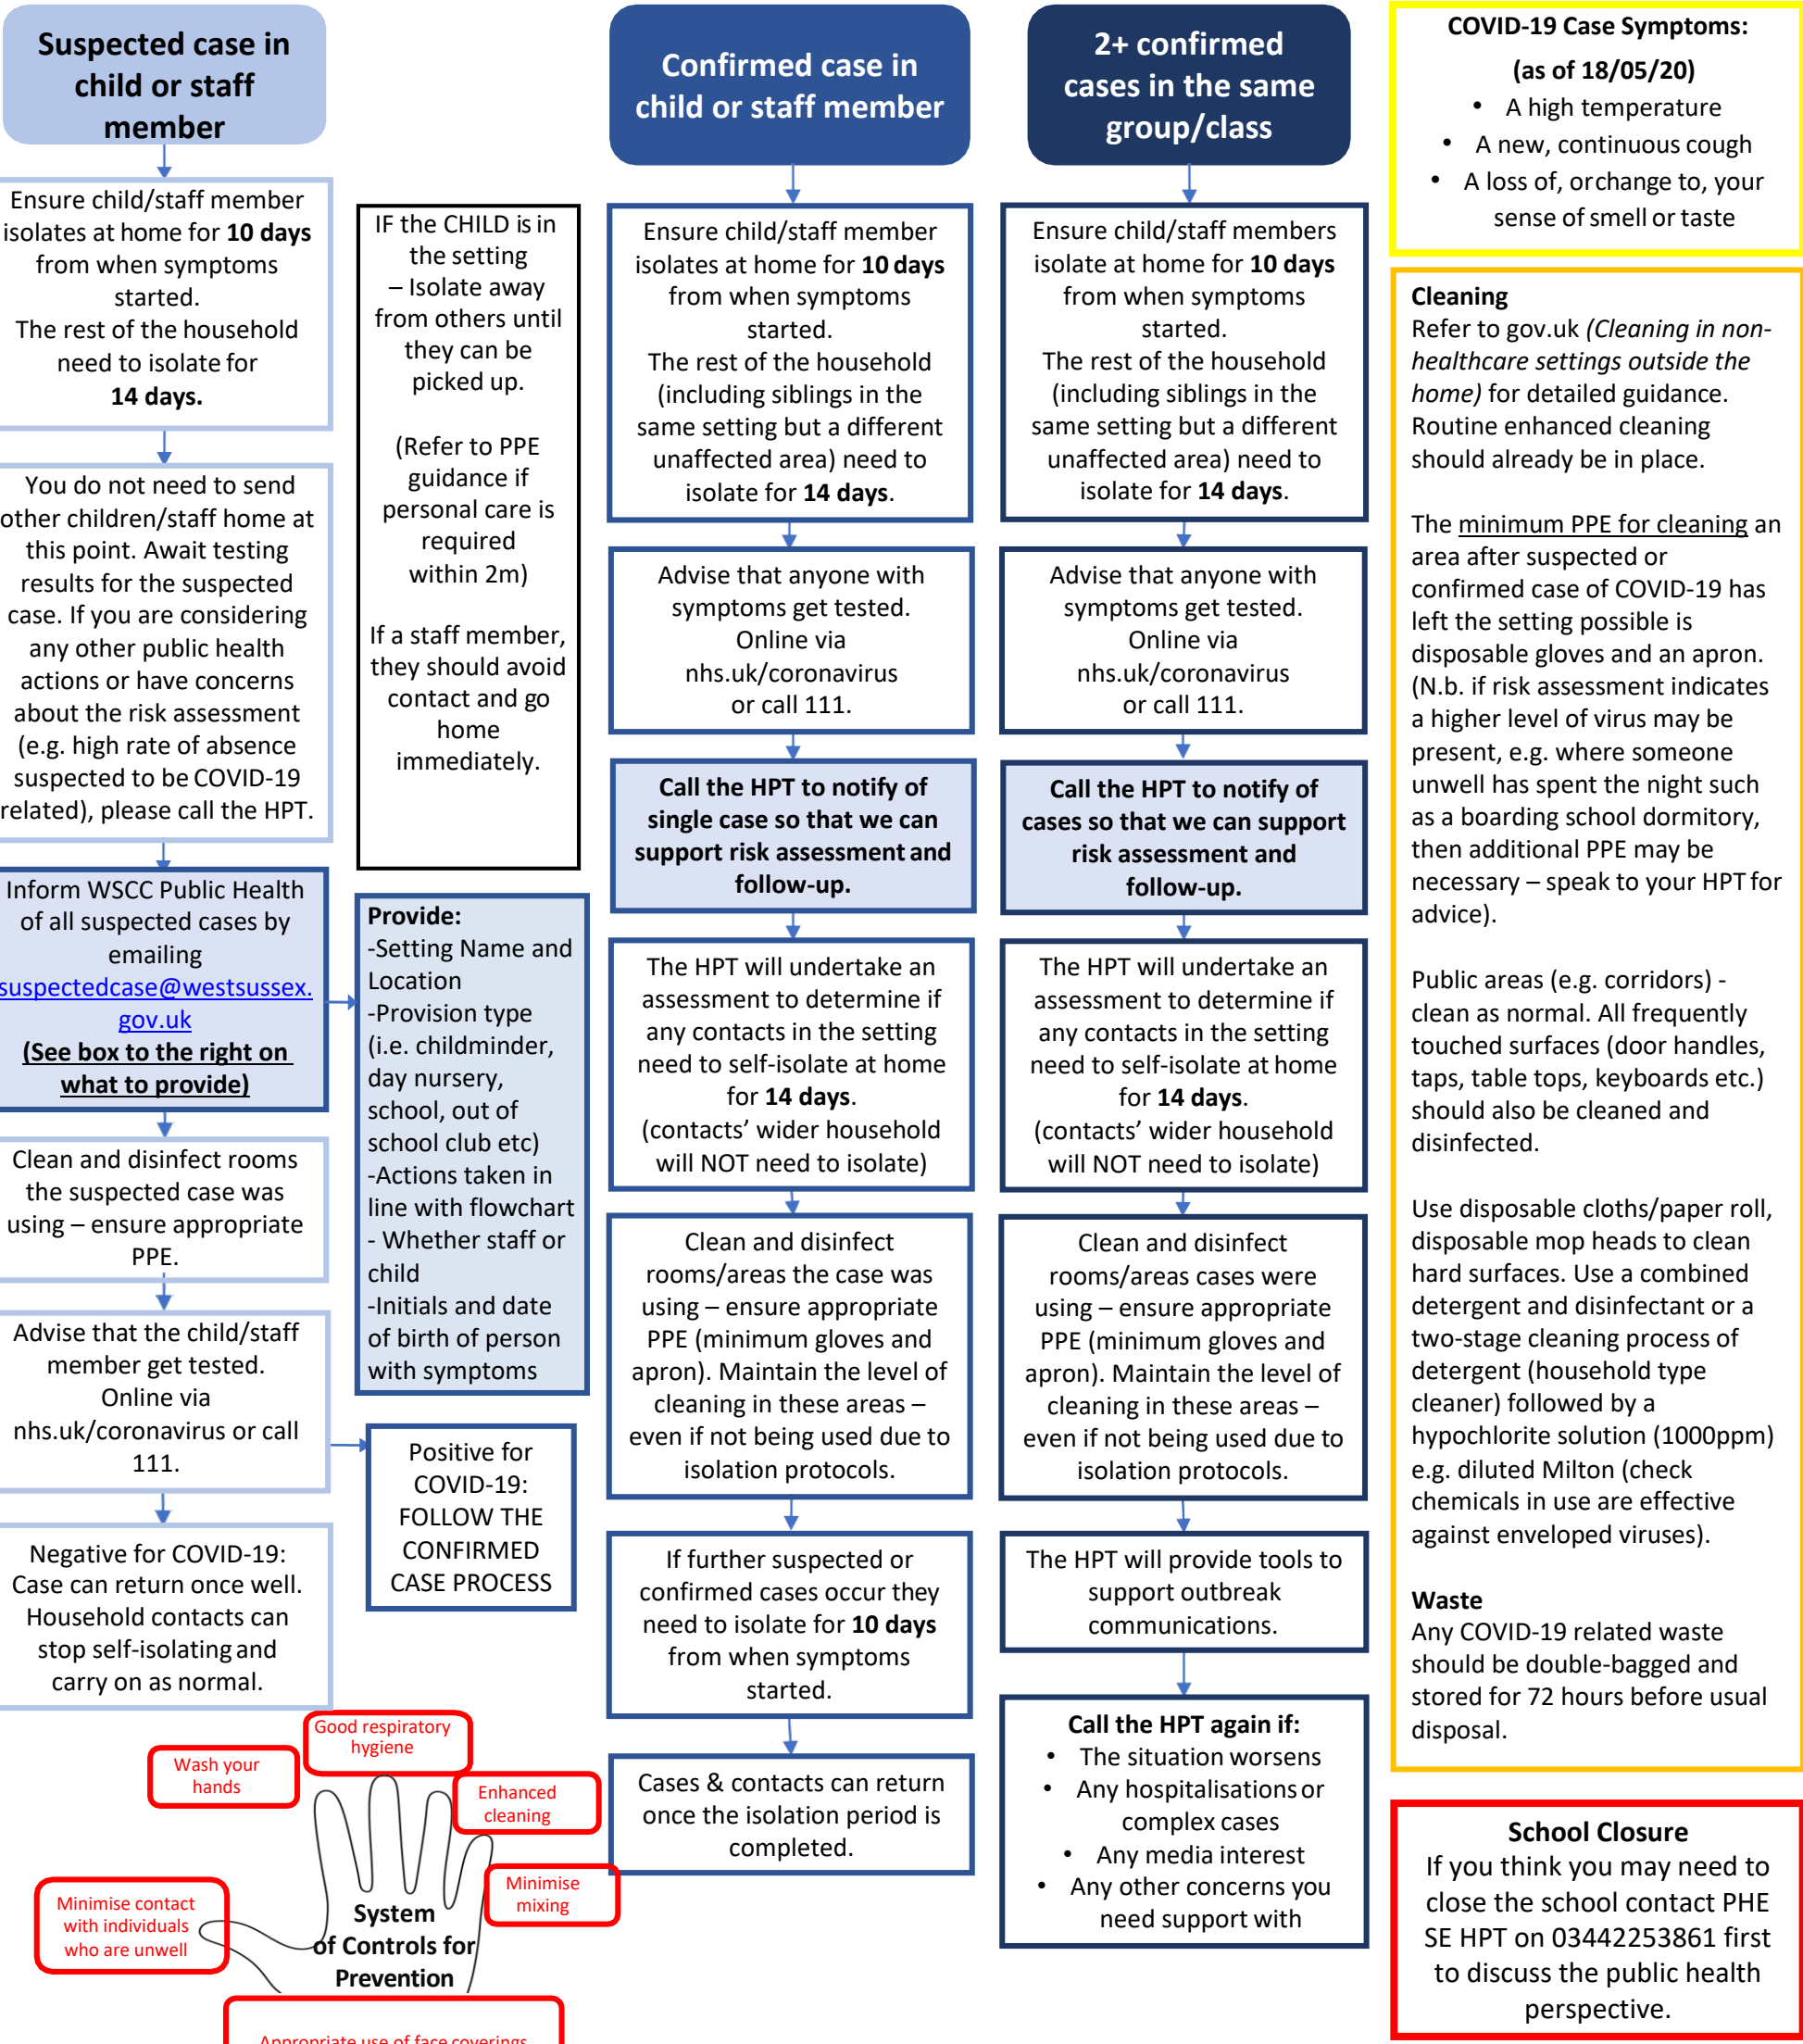 Suspected case in
child or staff
member
Ensure child/staff member
isolates at home for 10 days
from when symptoms
started.
The rest of the household
need to isolate for
14 days.
You do not need to send
other children/staff home at
this point. Await testing
results for the suspected
case. If you are considering
any other public health
actions or have concerns
about the risk assessment
(e.g. high rate of absence
suspected to be COVID-19
related), please call the HPT.
Inform WSCC Public Health
of all suspected cases by
emailing
suspectedcase@westsussex.
gov.uk
(See box to the right on
what to provide)
Clean and disinfect rooms
the suspected case was
using – ensure appropriate
PPE.
Advise that the child/staff
member get tested.
Online via
nhs.uk/coronavirus or call
111.
Negative for COVID-19:
Case can return once well.
Household contacts can
stop self-isolating and
carry on as normal.
IF the CHILD is in
the setting
– Isolate away
from others until
they can be
picked up.
(Refer to PPE
guidance if
personal care is
required
within 2m)
If a staff member,
they should avoid
contact and go
home
immediately.
Provide:
-Setting Name and
Location
-Provision type
(i.e. childminder,
day nursery,
school, out of
school club etc)
-Actions taken in
line with flowchart
- Whether staff or
child
-Initials and date
of birth of person
with symptoms
Positive for
COVID-19:
FOLLOW THE
CONFIRMED
CASE PROCESS
Good respiratory
hygiene
Wash your
hands
Enhanced
cleaning
Minimise
mixing
Minimise contact
with individuals
who are unwell
System
of Controls for
Prevention
Appropriate use of face coverings
Confirmed case in
child or staff member
Ensure child/staff member
isolates at home for 10 days
from when symptoms
started.
The rest of the household
(including siblings in the
same setting but a different
unaffected area) need to
isolate for 14 days.
Advise that anyone with
symptoms get tested.
Online via
nhs.uk/coronavirus
or call 111.
Call the HPT to notify of
single case so that we can
support risk assessment and
follow-up.
The HPT will undertake an
assessment to determine if
any contacts in the setting
need to self-isolate at home
for 14 days.
(contacts’ wider household
will NOT need to isolate)
Clean and disinfect
rooms/areas the case was
using – ensure appropriate
PPE (minimum gloves and
apron). Maintain the level of
cleaning in these areas –
even if not being used due to
isolation protocols.
If further suspected or
confirmed cases occur they
need to isolate for 10 days
from when symptoms
started.
Cases & contacts can return
once the isolation period is
completed.
2+ confirmed
cases in the same
group/class
Ensure child/staff members
isolate at home for 10 days
from when symptoms
started.
The rest of the household
(including siblings in the
same setting but a different
unaffected area) need to
isolate for 14 days.
Advise that anyone with
symptoms get tested.
Online via
nhs.uk/coronavirus
or call 111.
Call the HPT to notify of
cases so that we can support
risk assessment and
follow-up.
The HPT will undertake an
assessment to determine if
any contacts in the setting
need to self-isolate at home
for 14 days.
(contacts’ wider household
will NOT need to isolate)
Clean and disinfect
rooms/areas cases were
using – ensure appropriate
PPE (minimum gloves and
apron). Maintain the level of
cleaning in these areas –
even if not being used due to
isolation protocols.
The HPT will provide tools to
support outbreak
communications.
Call the HPT again if:
• The situation worsens
• Any hospitalisations or
complex cases
• Any media interest
• Any other concerns you
need support with
COVID-19 Case Symptoms:
(as of 18/05/20)
• A high temperature
• A new, continuous cough
• A loss of, orchange to, your
sense of smell or taste
Cleaning
Refer to gov.uk (Cleaning in non-
healthcare settings outside the
home) for detailed guidance.
Routine enhanced cleaning
should already be in place.
The minimum PPE for cleaning an
area after suspected or
confirmed case of COVID-19 has
left the setting possible is
disposable gloves and an apron.
(N.b. if risk assessment indicates
a higher level of virus may be
present, e.g. where someone
unwell has spent the night such
as a boarding school dormitory,
then additional PPE may be
necessary – speak to your HPT for
advice).
Public areas (e.g. corridors) -
clean as normal. All frequently
touched surfaces (door handles,
taps, table tops, keyboards etc.)
should also be cleaned and
disinfected.
Use disposable cloths/paper roll,
disposable mop heads to clean
hard surfaces. Use a combined
detergent and disinfectant or a
two-stage cleaning process of
detergent (household type
cleaner) followed by a
hypochlorite solution (1000ppm)
e.g. diluted Milton (check
chemicals in use are effective
against enveloped viruses).
Waste
Any COVID-19 related waste
should be double-bagged and
stored for 72 hours before usual
disposal.
School Closure
If you think you may need to
close the school contact PHE
SE HPT on 03442253861 first
to discuss the public health
perspective.